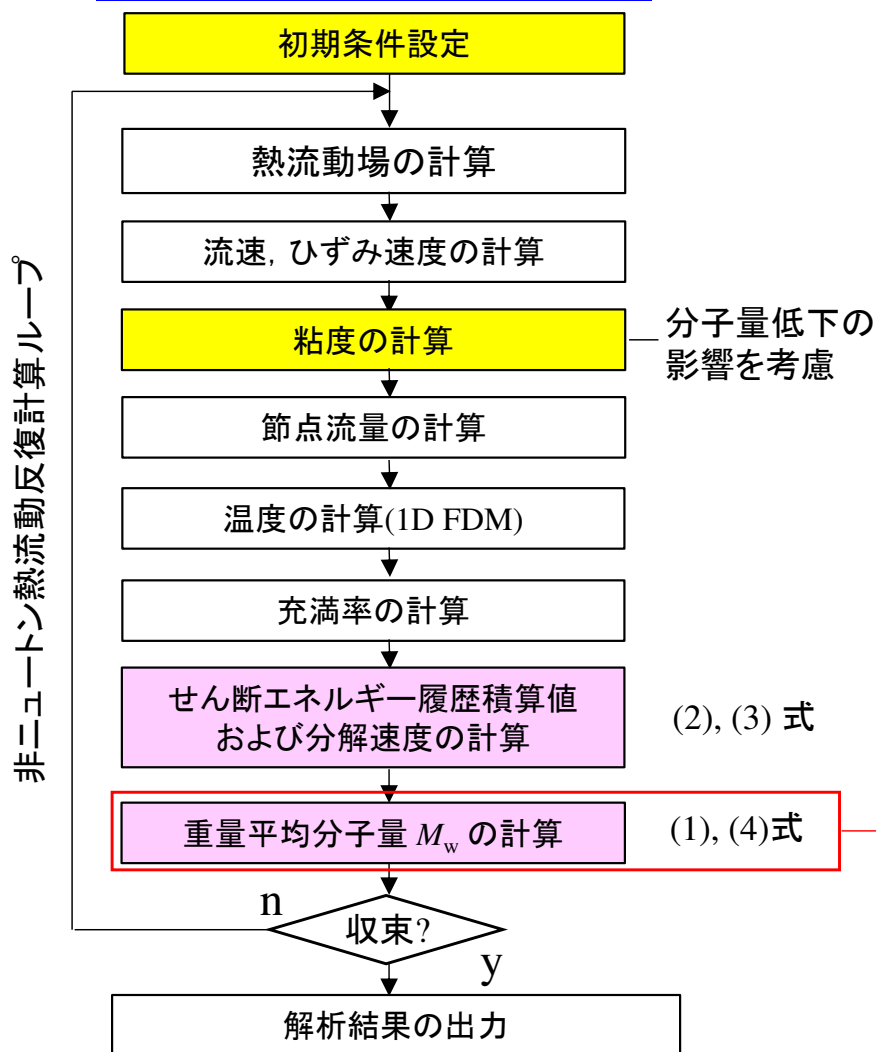 初期条件設定
熱流動場の計算
流速，ひずみ速度の計算
粘度の計算
分子量低下の
影響を考慮
節点流量の計算
温度の計算(1D FDM)
充満率の計算
せん断エネルギー履歴積算値
および分解速度の計算
(2), (3) 式
重量平均分子量 Mw の計算
(1), (4)式
n
収束?
y
解析結果の出力
非ニュートン熱流動反復計算ループ